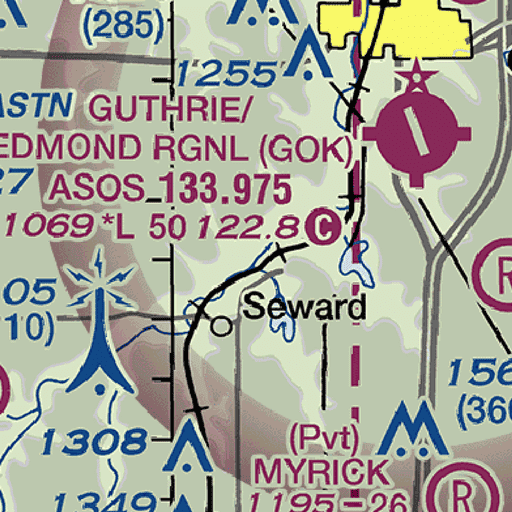 (285)
1255
ASTN GUTHRIE/
EDMOND RGNL (GOK)
27 ASOS 133.975
1069 *L 50 122.8 C
05
10)
Seward
R
156
(360
1308
(Pvt)
MYRICK
1349
1195-26
R